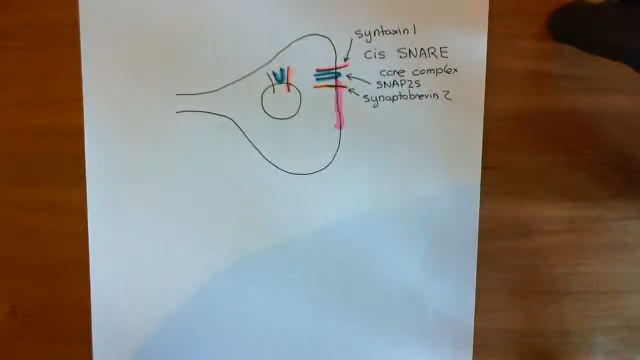 syntaxin 1
cis SNARE
core complex
SNAP25
synaptobrevin 2